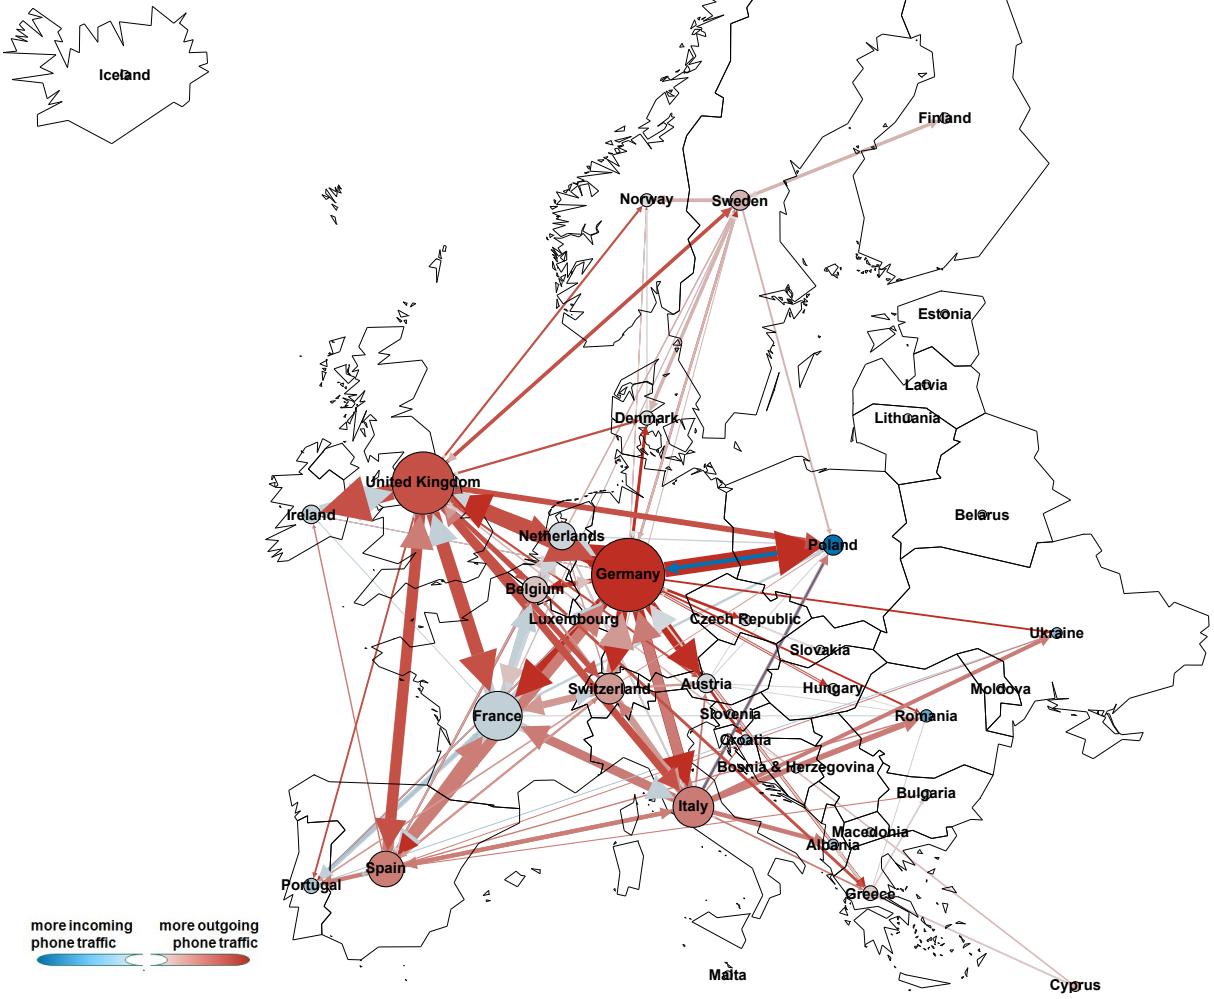 Iceland
Finland
Norway
Sweden
Estonia
Latvia
Lithuania
Denmark
United Kingdom
Ireland
Belarus
Netherlands
Poland
Germany
Belgium
Luxembourg
Czech Republic
Ukraine
Slovakia
Switzerland
Austria
Hungary
Moldova
France
Slovenia
Romania
Croatia
Bosnia & Herzegovina
Bulgaria
Italy
Macedonia
Albania
Spain
Portugal
Greece
more incoming
phone traffic
more outgoing
phone traffic
Malta
Cyprus